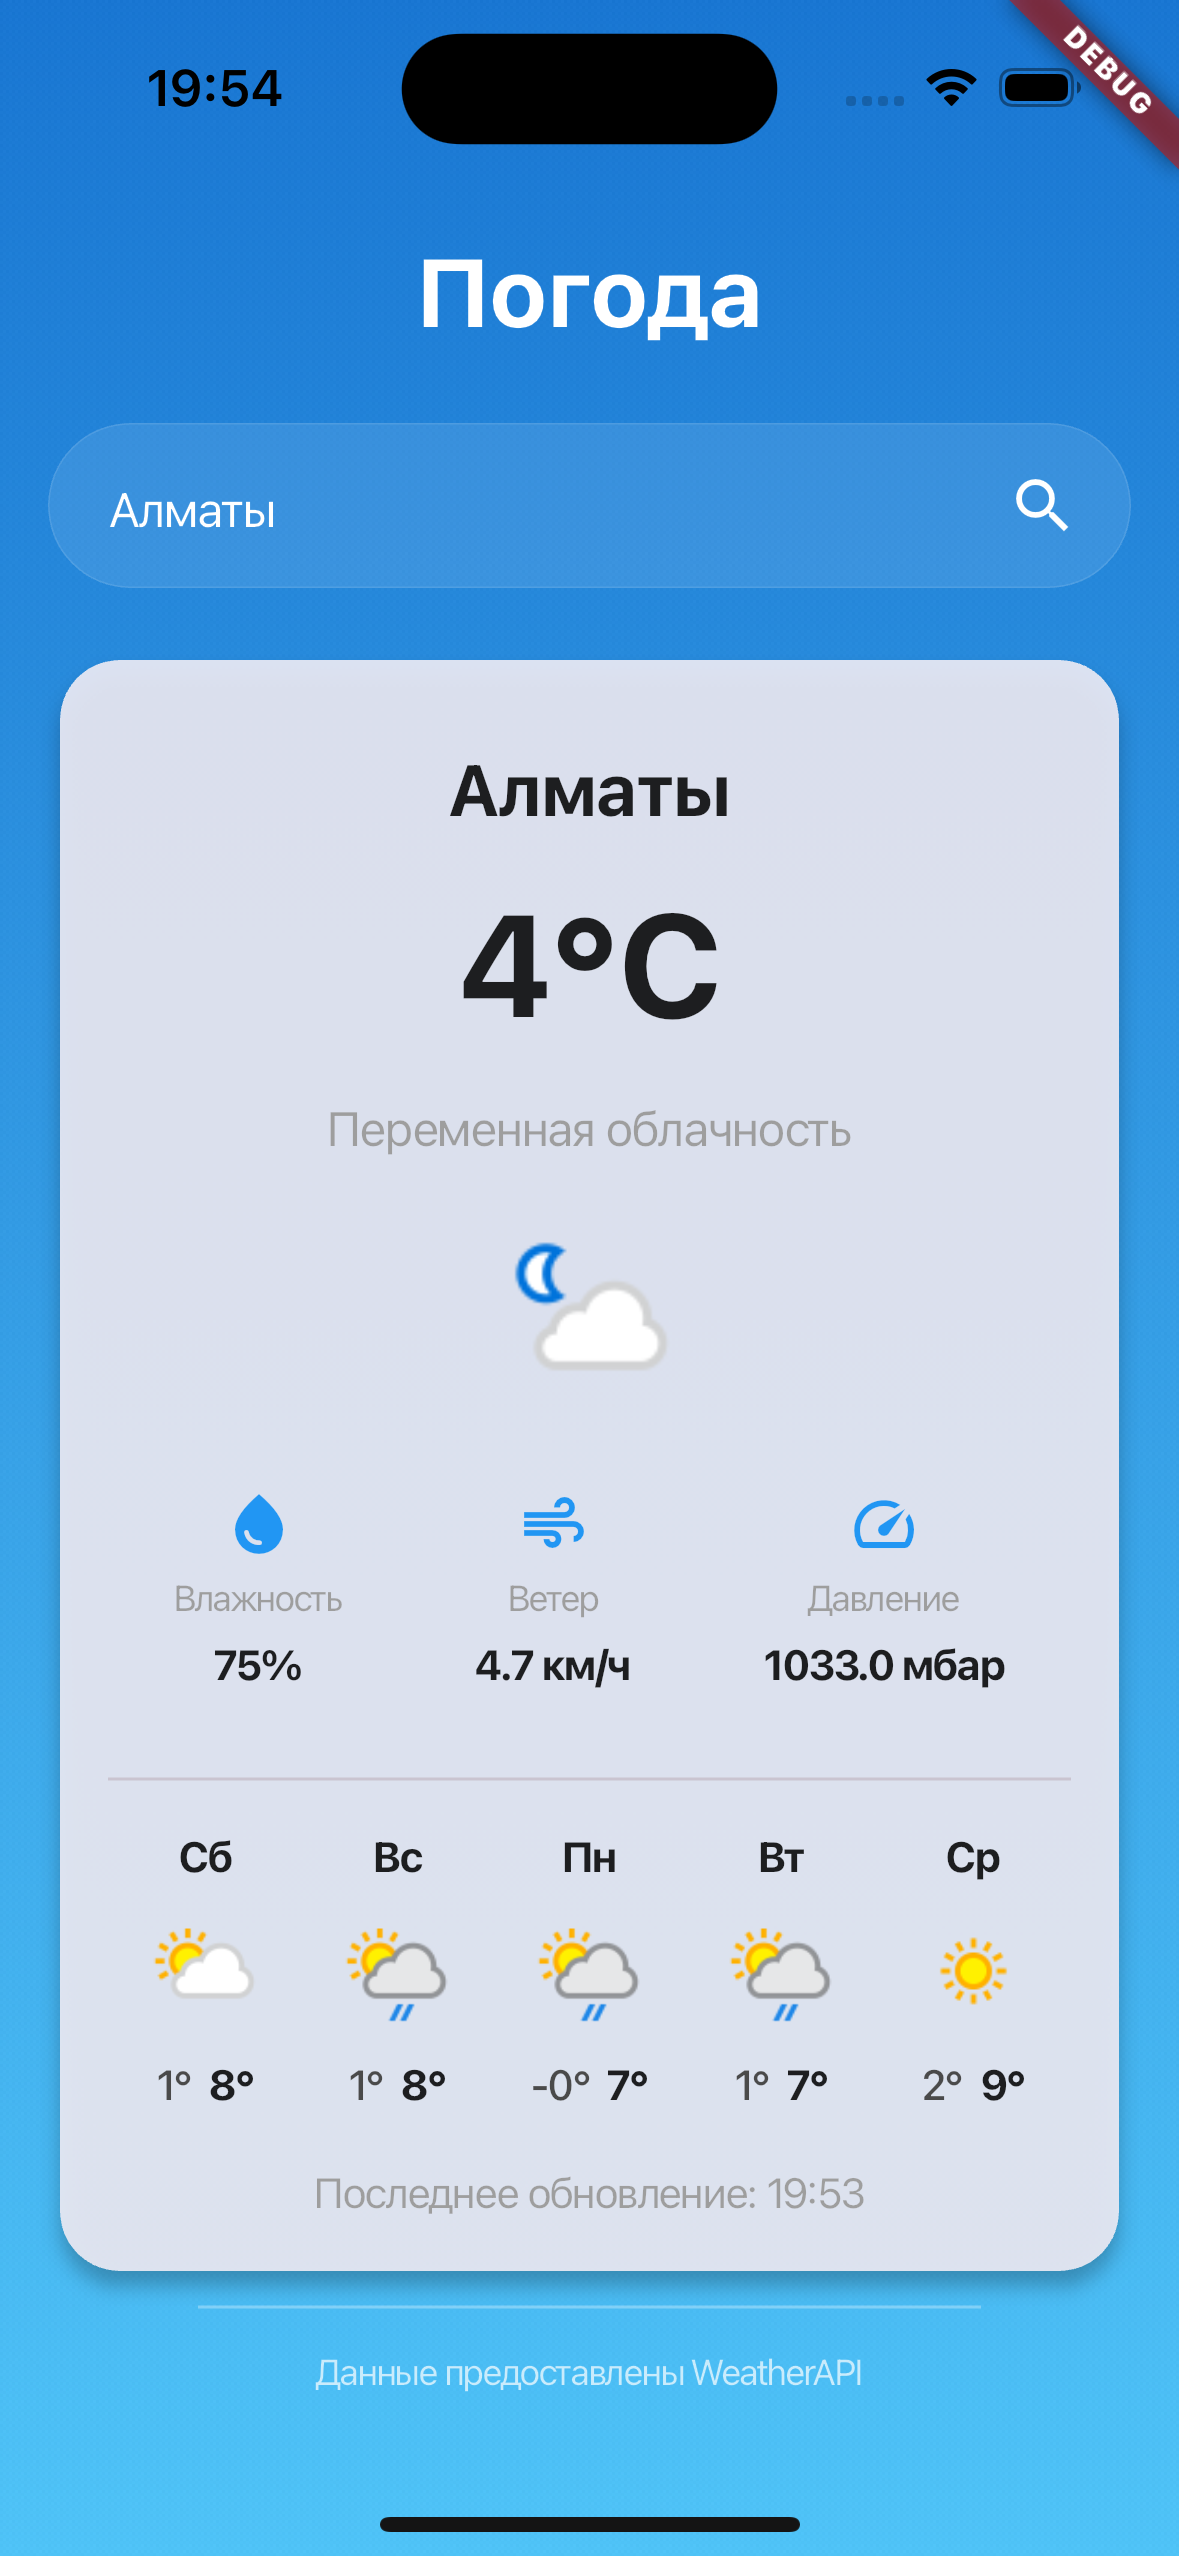 19:54
DEBUG
Погода
Алматы
Алматы
4°C
Переменная облачность
Влажность Ветер Давление
75% 4.7 км/ч 1033.0 мбар
Сб Вс Пн Вт Ср
1° 8° 1° 8° -0° 7° 1° 7° 2° 9°
Последнее обновление: 19:53
Данные предоставлены WeatherAPI